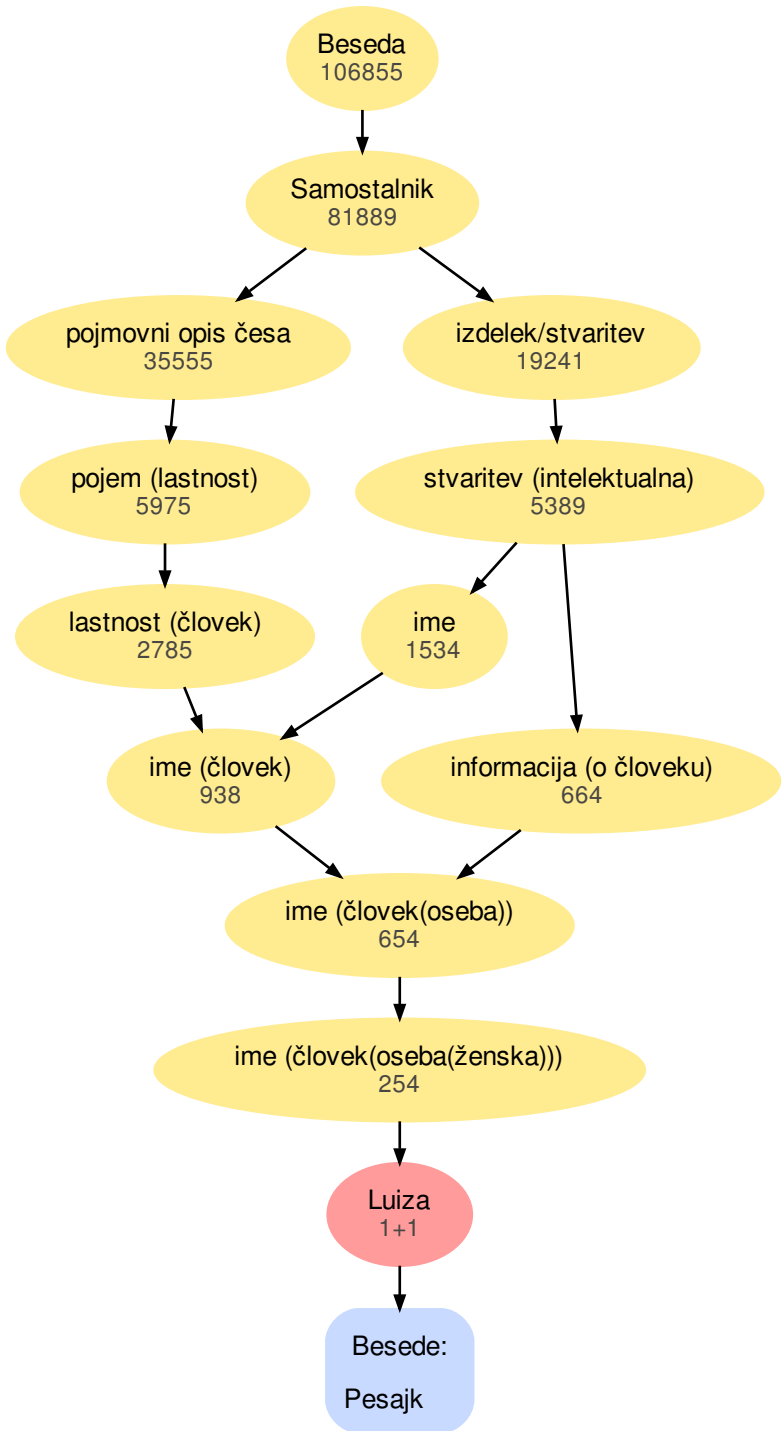 Beseda
106855
Samostalnik
81889
pojmovni opis česa
35555
izdelek/stvaritev
19241
pojem (lastnost)
5975
stvaritev (intelektualna)
5389
lastnost (človek)
2785
ime
1534
ime (človek)
938
informacija (o človeku)
664
ime (človek(oseba))
654
ime (človek(oseba(ženska)))
254
Luiza
1+1
Besede:
Pesajk